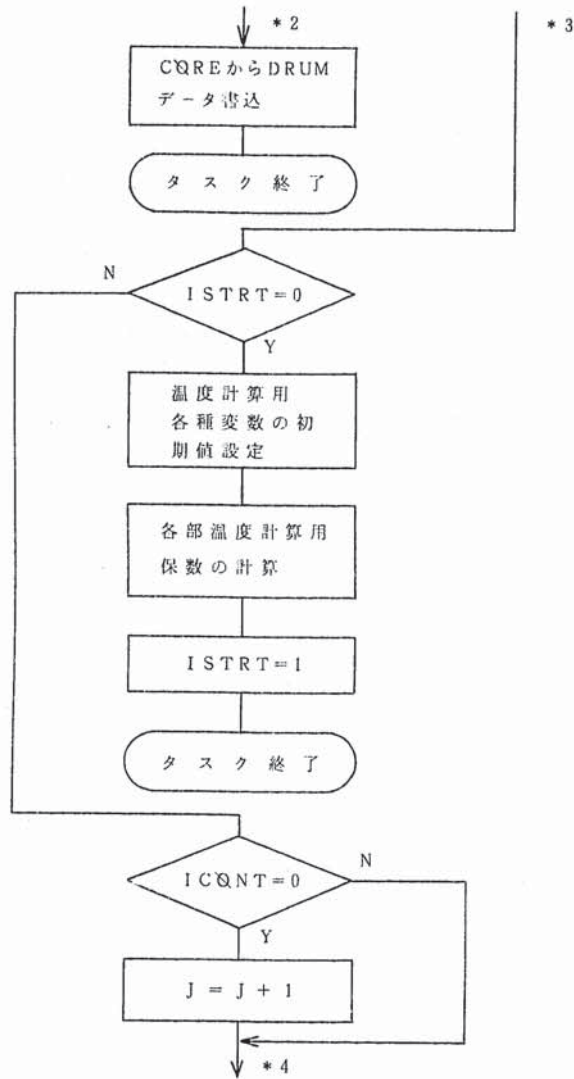 *2
*3
COREからDRUM
データ書込
タスク終了
N
ISTRT=0
Y
温度計算用
各種変数の初
期値設定
各部温度計算用
保数の計算
ISTRT=1
タスク終了
ICONT=0
N
Y
J=J+1
*4